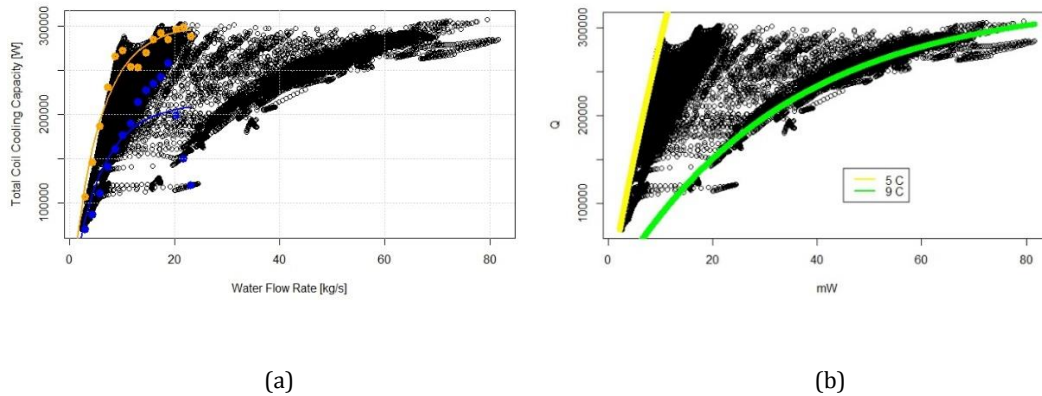 Total Coil Cooling Capacity [W]
300000
200000
100000
0
20
40
60
80
Water Flow Rate [kg/s]
(a)
Q
300000
200000
100000
5 C
9 C
0
20
40
60
80
mW
(b)